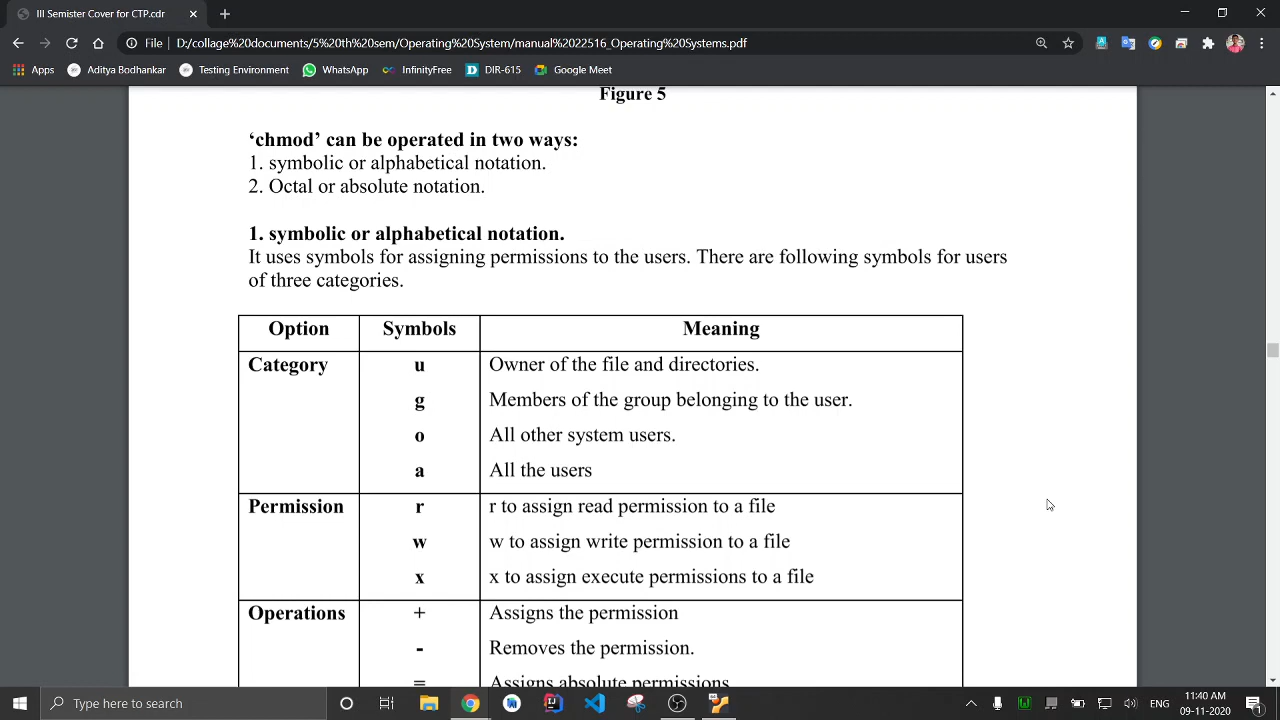 III Semister Cover for CTP.cdr
File | D:/collage%20documents/5%20th%20sem/Operating%20System/manual%2022516_Operating%20Systems.pdf
Apps Aditya Bodhankar Testing Environment WhatsApp InfinityFree DIR-615 Google Meet
Figure 5
‘chmod’ can be operated in two ways:
1. symbolic or alphabetical notation.
2. Octal or absolute notation.
1. symbolic or alphabetical notation.
It uses symbols for assigning permissions to the users. There are following symbols for users
of three categories.
Option Symbols Meaning
Category u Owner of the file and directories.
g Members of the group belonging to the user.
o All other system users.
a All the users
Permission r r to assign read permission to a file
w w to assign write permission to a file
x x to assign execute permissions to a file
Operations + Assigns the permission
- Removes the permission.
= Assigns absolute permissions
Type here to search
11:40 AM
09-11-2020